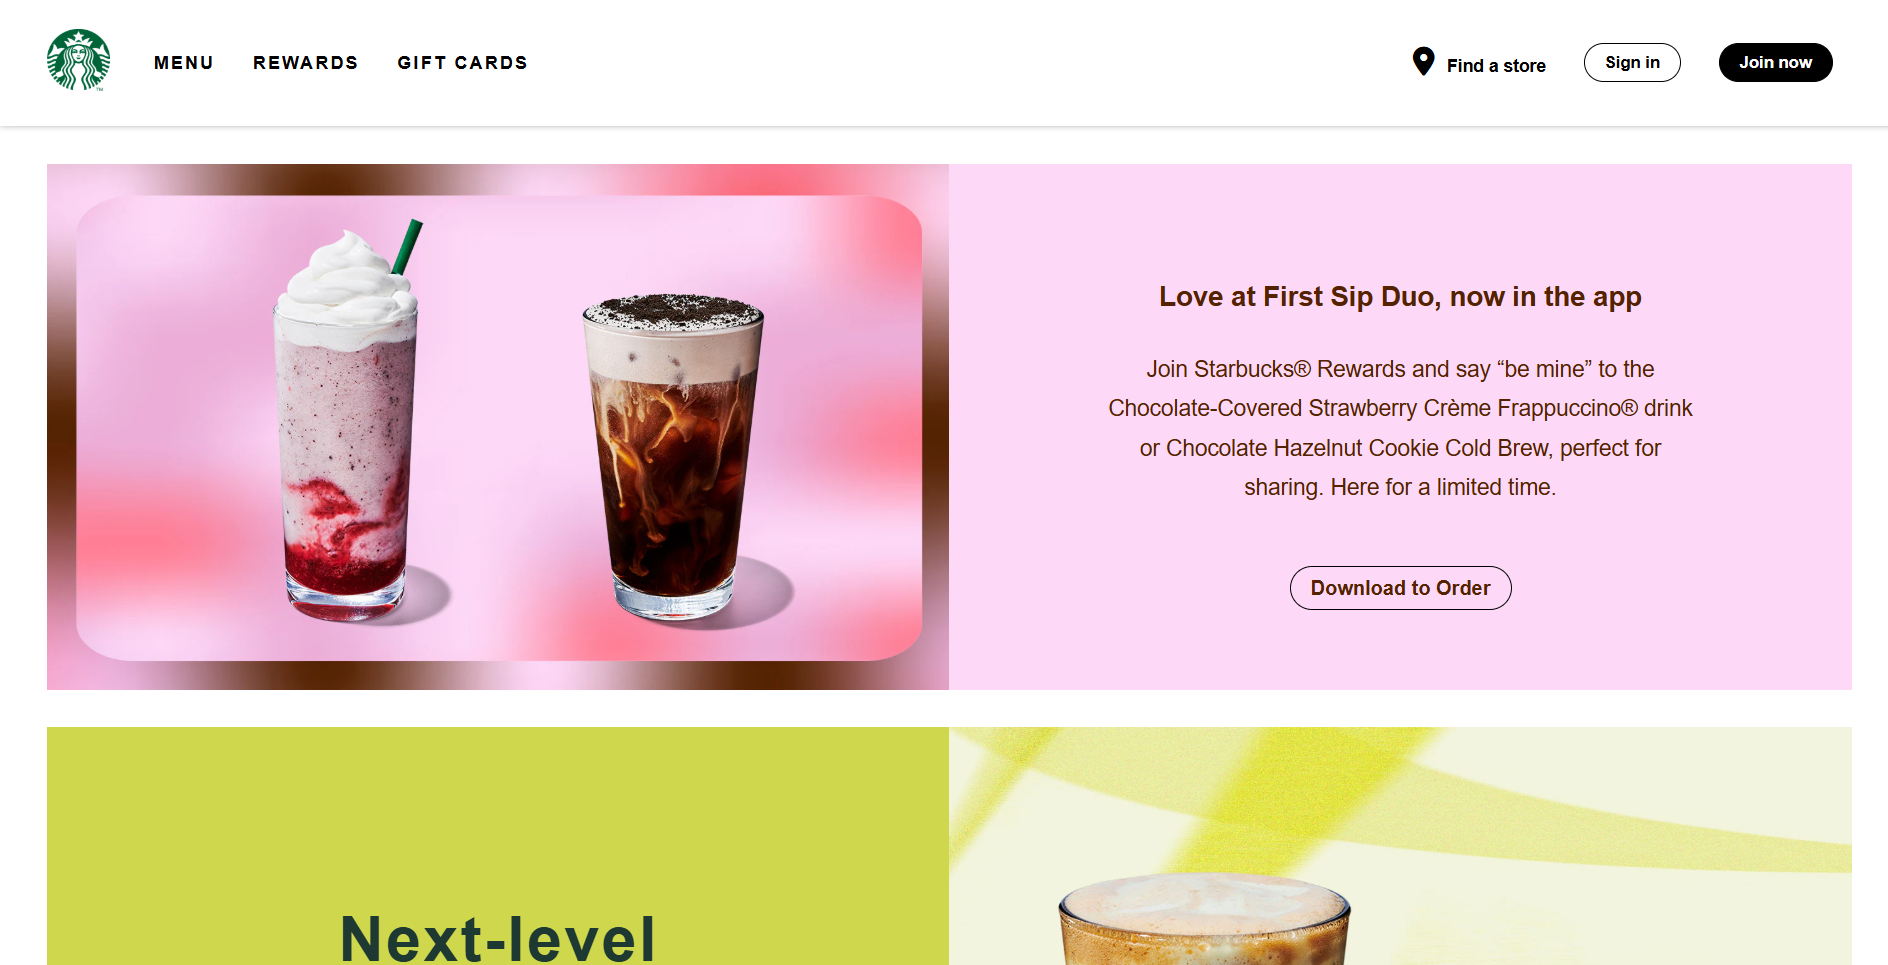 MENU
REWARDS
GIFT CARDS
Find a store
Sign in
Join now
Love at First Sip Duo, now in the app
Join Starbucks® Rewards and say “be mine” to the
Chocolate-Covered Strawberry Crème Frappuccino® drink
or Chocolate Hazelnut Cookie Cold Brew, perfect for
sharing. Here for a limited time.
Download to Order
Next-level